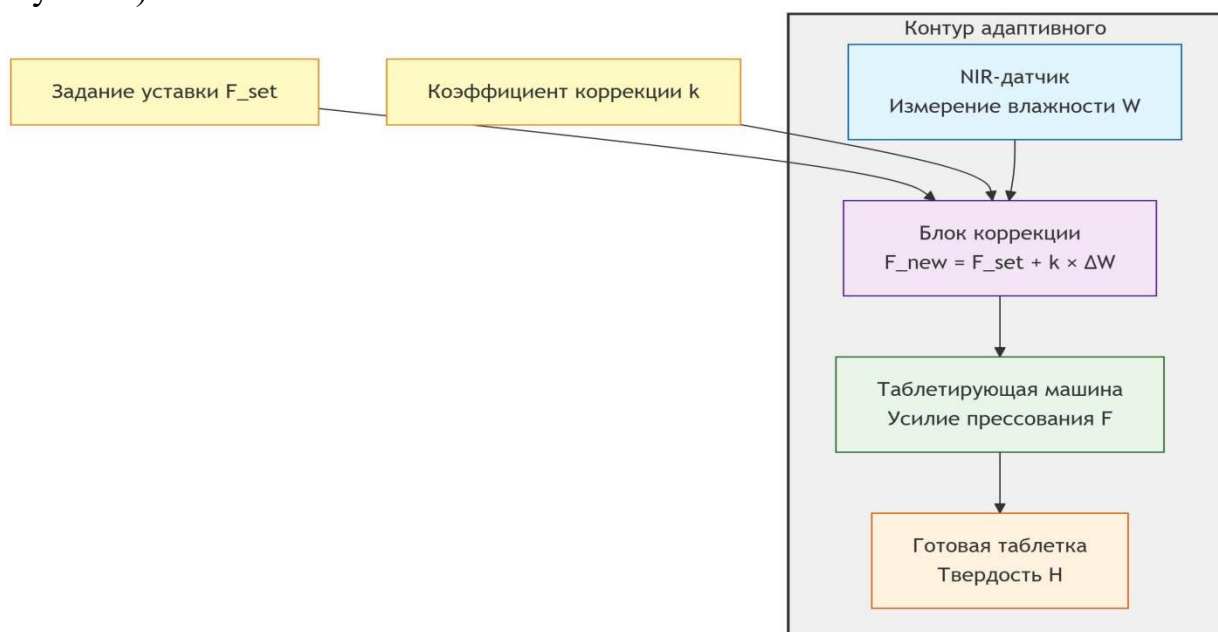 Контур адаптивного
Задание уставки F_set
Коэффициент коррекции k
NIR-датчик
Измерение влажности W
Блок коррекции
F_new = F_set + k × ΔW
Таблетирующая машина
Усилие прессования F
Готовая таблетка
Твердость H